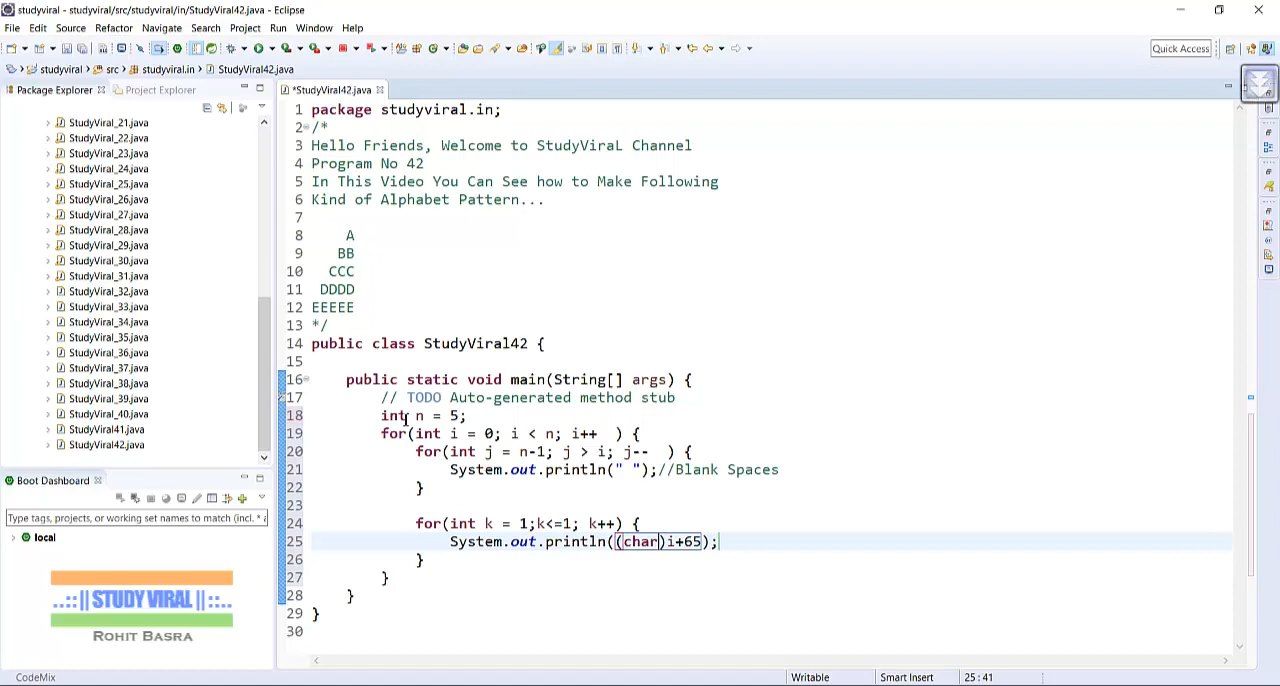 studyviral - studyviral/src/studyviral/in/StudyViral42.java - Eclipse
File Edit Source Refactor Navigate Search Project Run Window Help
Quick Access
studyviral > src > studyviral.in > StudyViral42.java
Package Explorer Project Explorer
StudyViral_21.java
StudyViral_22.java
StudyViral_23.java
StudyViral_24.java
StudyViral_25.java
StudyViral_26.java
StudyViral_27.java
StudyViral_28.java
StudyViral_29.java
StudyViral_30.java
StudyViral_31.java
StudyViral_32.java
StudyViral_33.java
StudyViral_34.java
StudyViral_35.java
StudyViral_36.java
StudyViral_37.java
StudyViral_38.java
StudyViral_39.java
StudyViral_40.java
StudyViral41.java
StudyViral42.java
Boot Dashboard
Type tags, projects, or working set names to match (incl. *
local
..::|| STUDY VIRAL ||::..
ROHIT BASRA
*StudyViral42.java
1 package studyviral.in;
2 /*
3 Hello Friends, Welcome to StudyViraL Channel
4 Program No 42
5 In This Video You Can See how to Make Following
6 Kind of Alphabet Pattern...
7
8     A
9    BB
10   CCC
11  DDDD
12 EEEEE
13 */
14 public class StudyViral42 {
15
16     public static void main(String[] args) {
17         // TODO Auto-generated method stub
18         int n = 5;
19         for(int i = 0; i < n; i++  ) {
20             for(int j = n-1; j > i; j--  ) {
21                 System.out.println(" ");//Blank Spaces
22             }
23
24             for(int k = 1;k<=1; k++) {
25                 System.out.println((char)i+65);
26             }
27         }
28     }
29 }
30
CodeMix Writable Smart Insert 25 : 41